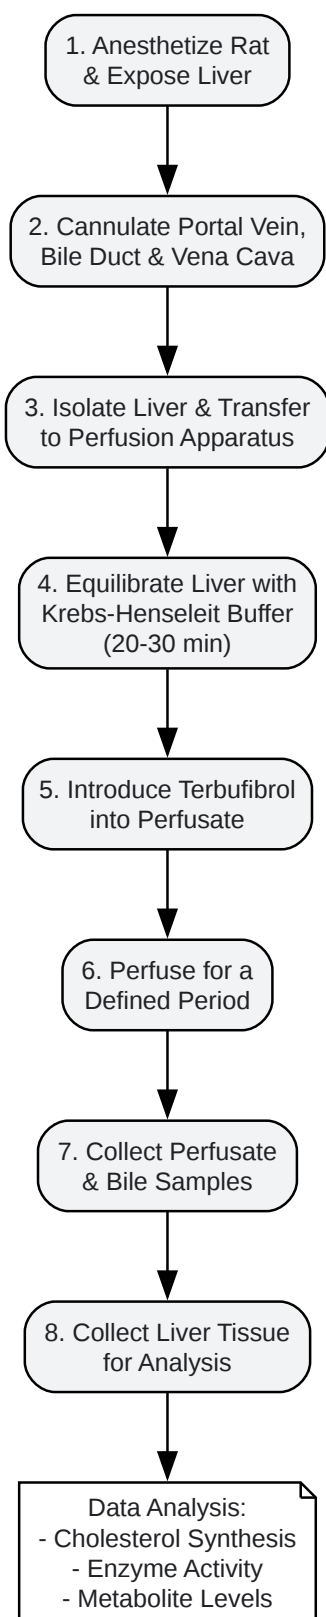 1. Anesthetize Rat
& Expose Liver
2. Cannulate Portal Vein,
Bile Duct & Vena Cava
3. Isolate Liver & Transfer
to Perfusion Apparatus
4. Equilibrate Liver with
Krebs-Henseleit Buffer
(20-30 min)
5. Introduce Terbufibrol
into Perfusate
6. Perfuse for a
Defined Period
7. Collect Perfusate
& Bile Samples
8. Collect Liver Tissue
for Analysis
Data Analysis:
- Cholesterol Synthesis
- Enzyme Activity
- Metabolite Levels